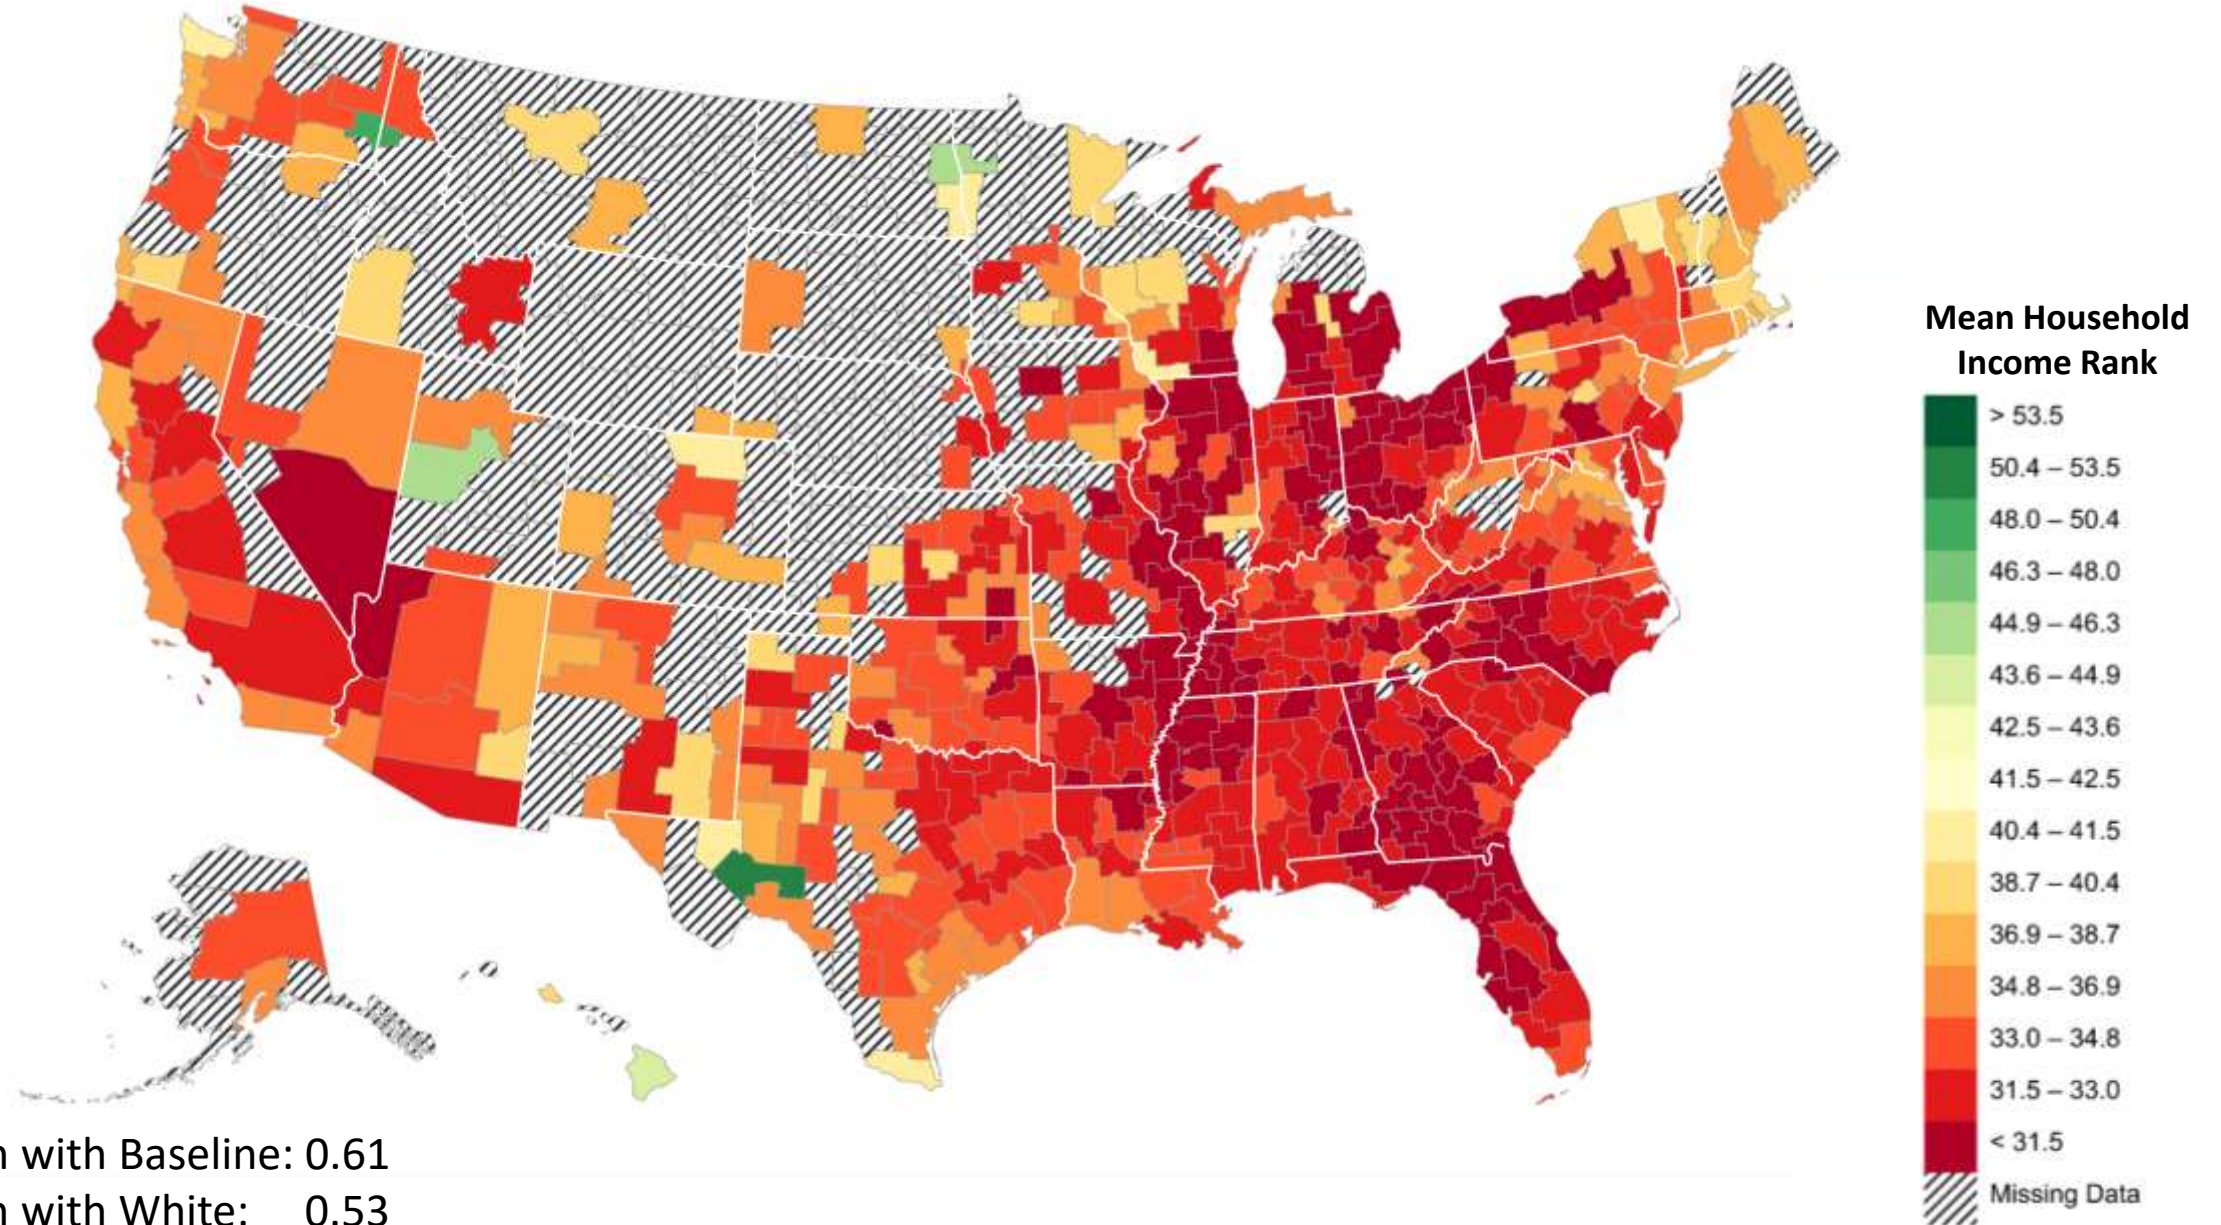 Mean Household
Income Rank
> 53.5
50.4 – 53.5
48.0 – 50.4
46.3 – 48.0
44.9 – 46.3
43.6 – 44.9
42.5 – 43.6
41.5 – 42.5
40.4 – 41.5
38.7 – 40.4
36.9 – 38.7
34.8 – 36.9
33.0 – 34.8
31.5 – 33.0
< 31.5
Missing Data
n with Baseline: 0.61
n with White: 0.53